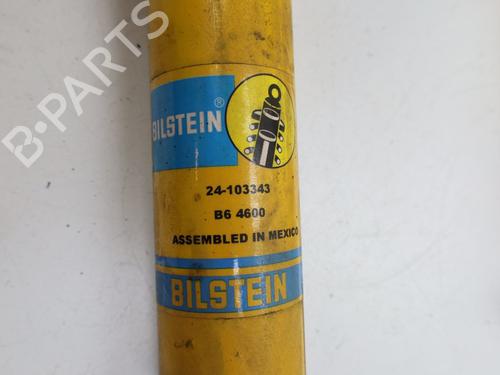 B-PARTS
BILSTEIN®
24-103343
B6 4600
ASSEMBLED IN MEXICO
BILSTEIN